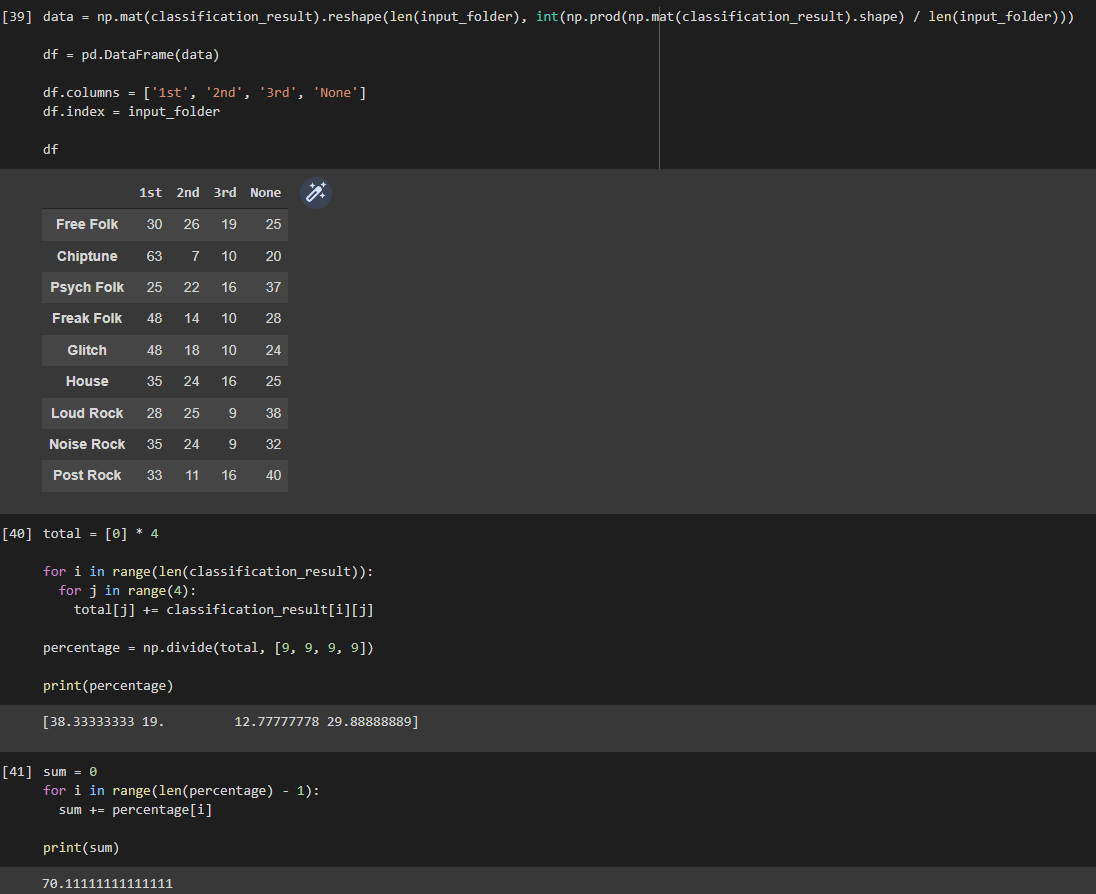 [39] data = np.mat(classification_result).reshape(len(input_folder), int(np.prod(np.mat(classification_result).shape) / len(input_folder)))
df = pd.DataFrame(data)
df.columns = ['1st', '2nd', '3rd', 'None']
df.index = input_folder
df
1st 2nd 3rd None
Free Folk 30 26 19 25
Chiptune 63 7 10 20
Psych Folk 25 22 16 37
Freak Folk 48 14 10 28
Glitch 48 18 10 24
House 35 24 16 25
Loud Rock 28 25 9 38
Noise Rock 35 24 9 32
Post Rock 33 11 16 40
[40] total = [0] * 4
for i in range(len(classification_result)):
for j in range(4):
total[j] += classification_result[i][j]
percentage = np.divide(total, [9, 9, 9, 9])
print(percentage)
[38.33333333 19. 12.77777778 29.88888889]
[41] sum = 0
for i in range(len(percentage) - 1):
sum += percentage[i]
print(sum)
70.11111111111111